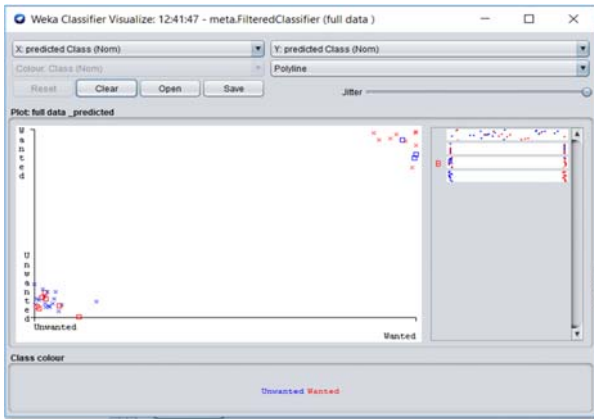 Weka Classifier Visualize: 12:41:47 - meta.FilteredClassifier (full data )
X: predicted Class (Nom)
Y: predicted Class (Nom)
Colour: Class (Nom)
Polyline
Reset
Clear
Open
Save
Jitter
Plot: full data _predicted
Wanted
Unwanted
Unwanted
Wanted
B
Class colour
Unwanted Wanted